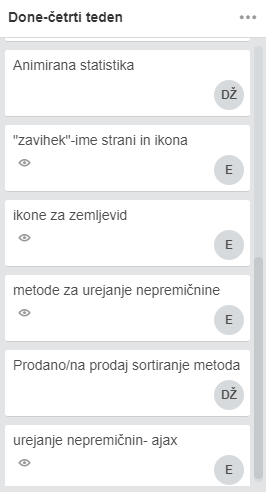 Done-četrti teden
Animirana statistika
DŽ
"zavihek"-ime strani in ikona
E
ikone za zemljevid
E
metode za urejanje nepremičnine
E
Prodano/na prodaj sortiranje metoda
DŽ
urejanje nepremičnin- ajax
E